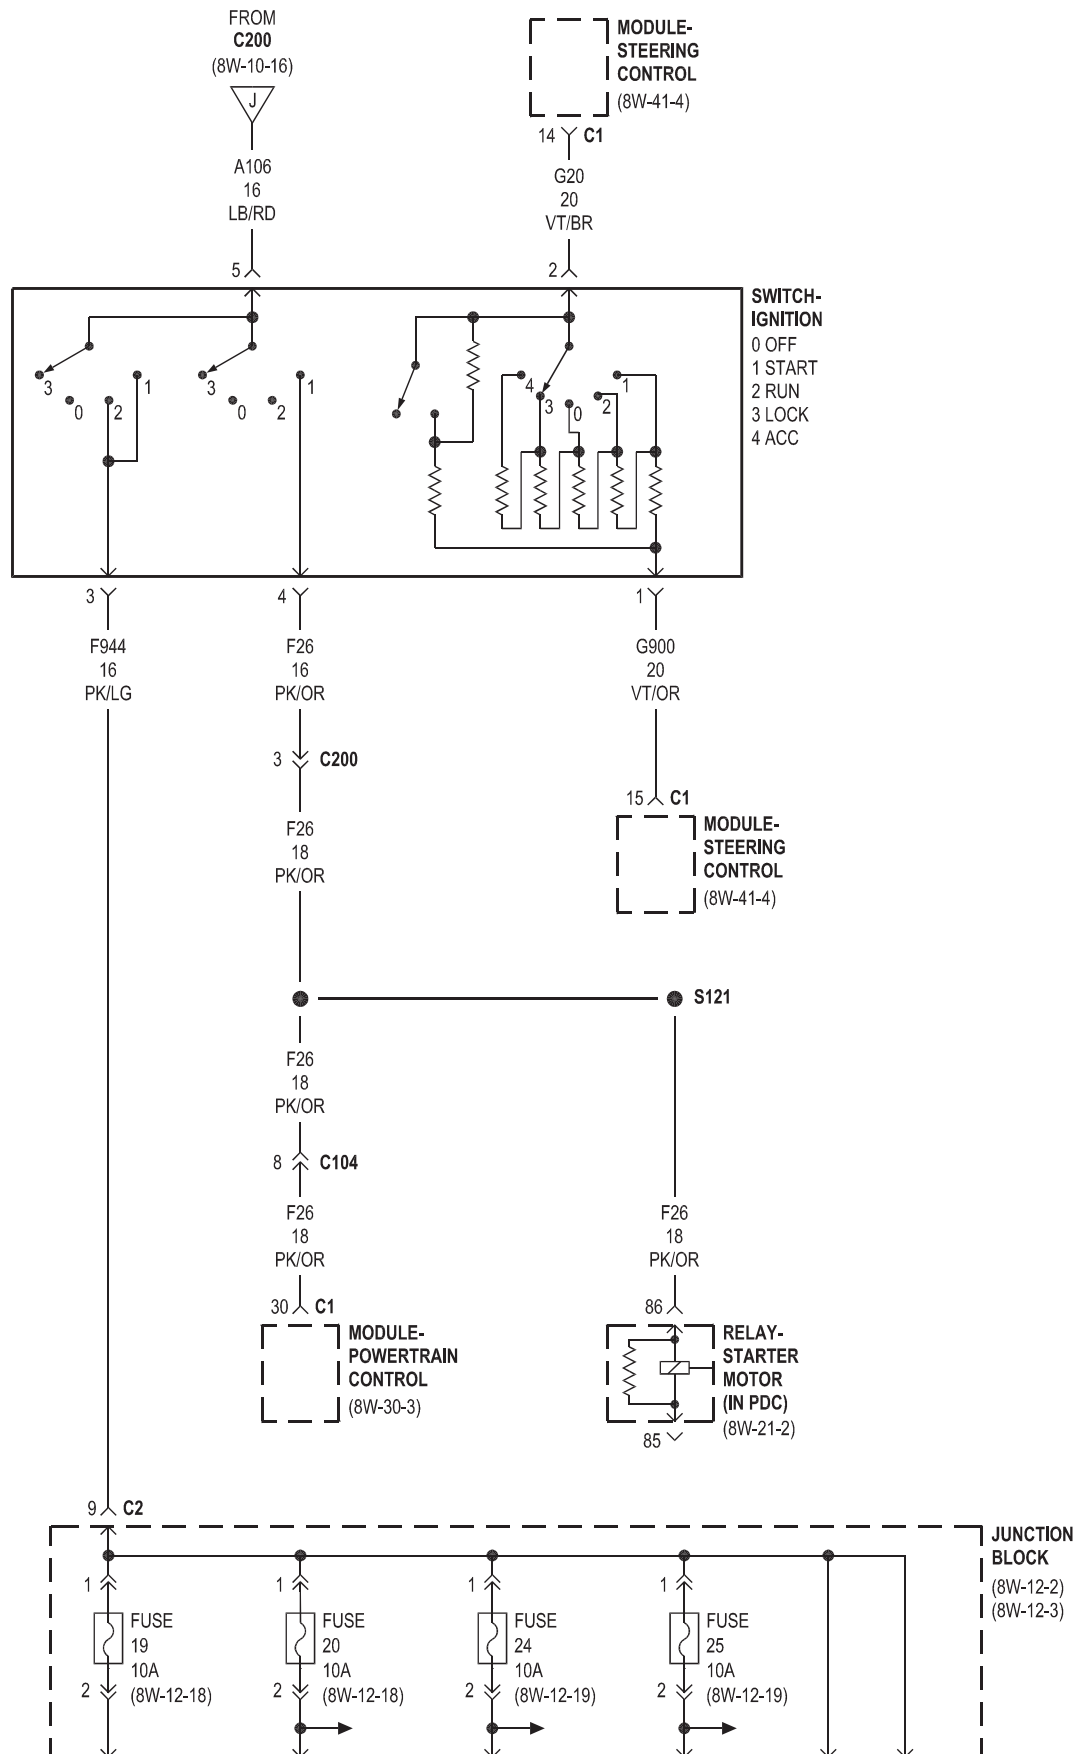 FROM
C200
(8W-10-16)
J
A106
16
LB/RD
5
MODULE-
STEERING
CONTROL
(8W-41-4)
14 C1
G20
20
VT/BR
2
SWITCH-
IGNITION
0 OFF
1 START
2 RUN
3 LOCK
4 ACC
3 0 2 1
3 0 2 1
4 3 0 2 1
3
F944
16
PK/LG
4
F26
16
PK/OR
1
G900
20
VT/OR
3 C200
F26
18
PK/OR
15 C1
MODULE-
STEERING
CONTROL
(8W-41-4)
S121
F26
18
PK/OR
8 C104
F26
18
PK/OR
30 C1
MODULE-
POWERTRAIN
CONTROL
(8W-30-3)
F26
18
PK/OR
86
RELAY-
STARTER
MOTOR
(IN PDC)
(8W-21-2)
85
9 C2
JUNCTION
BLOCK
(8W-12-2)
(8W-12-3)
1
FUSE
19
10A
2 (8W-12-18)
1
FUSE
20
10A
2 (8W-12-18)
1
FUSE
24
10A
2 (8W-12-19)
1
FUSE
25
10A
2 (8W-12-19)